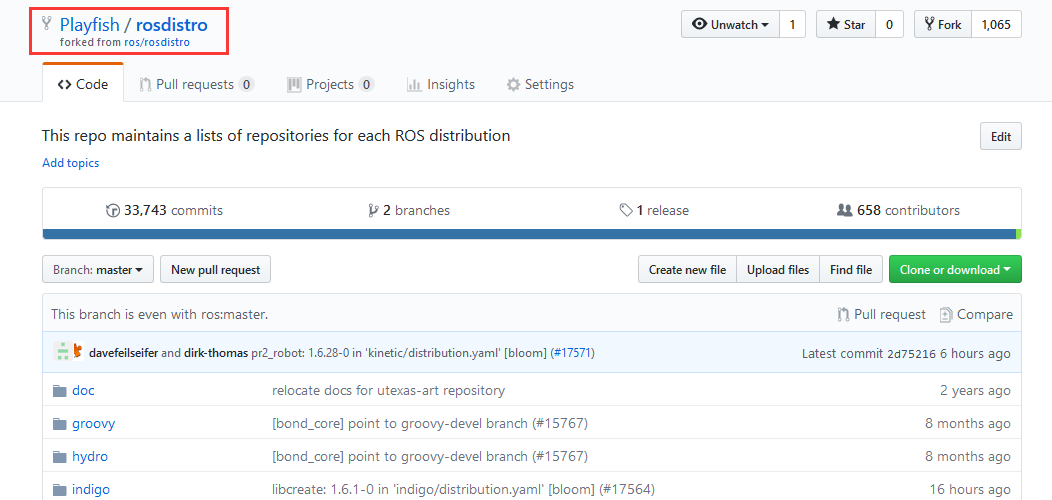 Playfish / rosdistro
forked from ros/rosdistro
Unwatch 1 Star 0 Fork 1,065
Code Pull requests 0 Projects 0 Insights Settings
This repo maintains a lists of repositories for each ROS distribution
Edit
Add topics
33,743 commits 2 branches 1 release 658 contributors
Branch: master New pull request Create new file Upload files Find file Clone or download
This branch is even with ros:master. Pull request Compare
davefeilseifer and dirk-thomas pr2_robot: 1.6.28-0 in 'kinetic/distribution.yaml' [bloom] (#17571) Latest commit 2d75216 6 hours ago
doc relocate docs for utexas-art repository 2 years ago
groovy [bond_core] point to groovy-devel branch (#15767) 8 months ago
hydro [bond_core] point to groovy-devel branch (#15767) 8 months ago
indigo libcreate: 1.6.1-0 in 'indigo/distribution.yaml' [bloom] (#17564) 16 hours ago